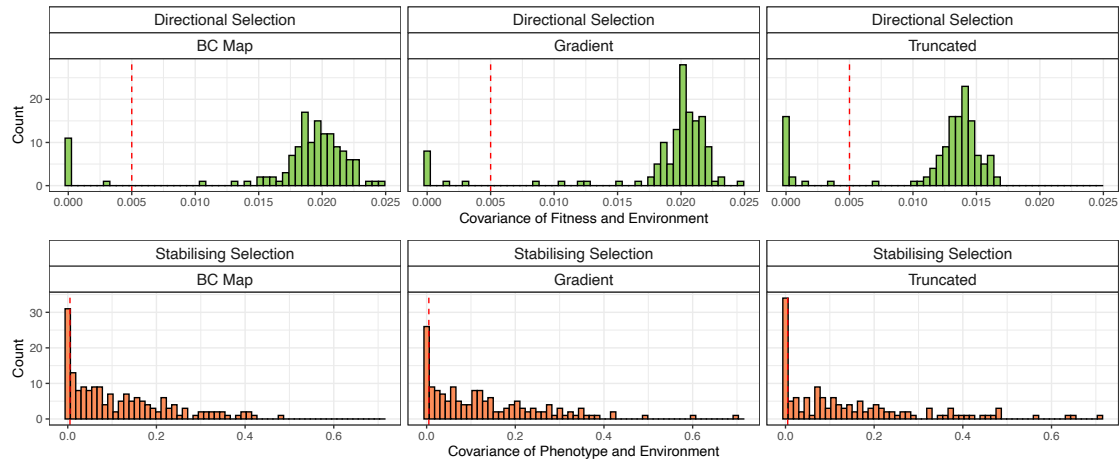 Directional Selection Directional Selection Directional Selection
BC Map Gradient Truncated
Count
20
10
0
0.000 0.005 0.010 0.015 0.020 0.025 0.000 0.005 0.010 0.015 0.020 0.025 0.000 0.005 0.010 0.015 0.020 0.025
Covariance of Fitness and Environment
Stabilising Selection Stabilising Selection Stabilising Selection
BC Map Gradient Truncated
Count
30
20
10
0
0.0 0.2 0.4 0.6 0.0 0.2 0.4 0.6 0.0 0.2 0.4 0.6
Covariance of Phenotype and Environment